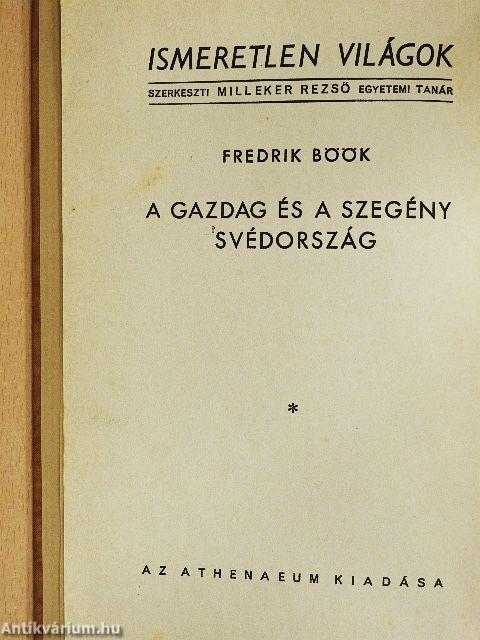 ISMERETLEN VILÁGOK
SZERKESZTI MILLEKER REZSŐ EGYETEMI TANÁR
FREDRIK BÖÖK
A GAZDAG ÉS A SZEGÉNY
SVÉDORSZÁG
*
AZ ATHENAEUM KIADÁSA
Antikvárium.hu